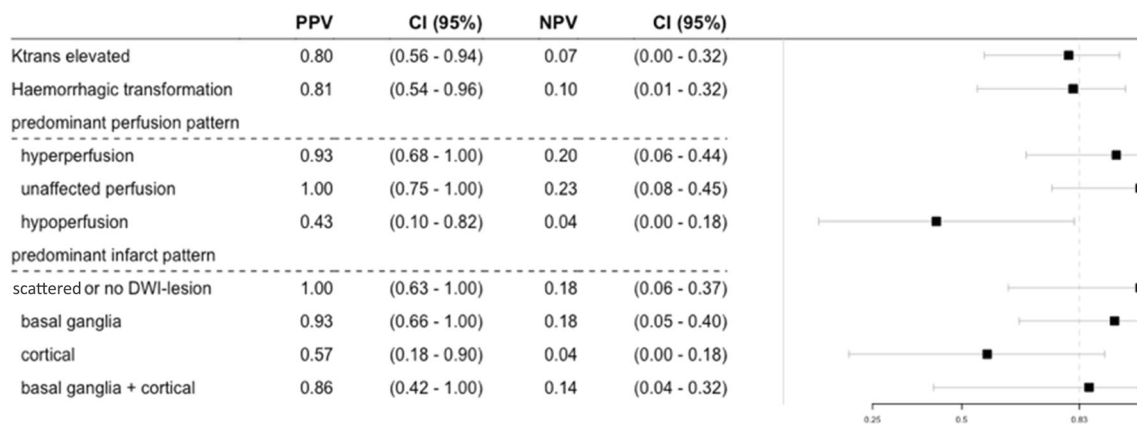 PPV CI (95%) NPV CI (95%)
Ktrans elevated 0.80 (0.56 - 0.94) 0.07 (0.00 - 0.32)
Haemorrhagic transformation 0.81 (0.54 - 0.96) 0.10 (0.01 - 0.32)
predominant perfusion pattern
hyperperfusion 0.93 (0.68 - 1.00) 0.20 (0.06 - 0.44)
unaffected perfusion 1.00 (0.75 - 1.00) 0.23 (0.08 - 0.45)
hypoperfusion 0.43 (0.10 - 0.82) 0.04 (0.00 - 0.18)
predominant infarct pattern
scattered or no DWI-lesion 1.00 (0.63 - 1.00) 0.18 (0.06 - 0.37)
basal ganglia 0.93 (0.66 - 1.00) 0.18 (0.05 - 0.40)
cortical 0.57 (0.18 - 0.90) 0.04 (0.00 - 0.18)
basal ganglia + cortical 0.86 (0.42 - 1.00) 0.14 (0.04 - 0.32)
0.25 0.5 0.83